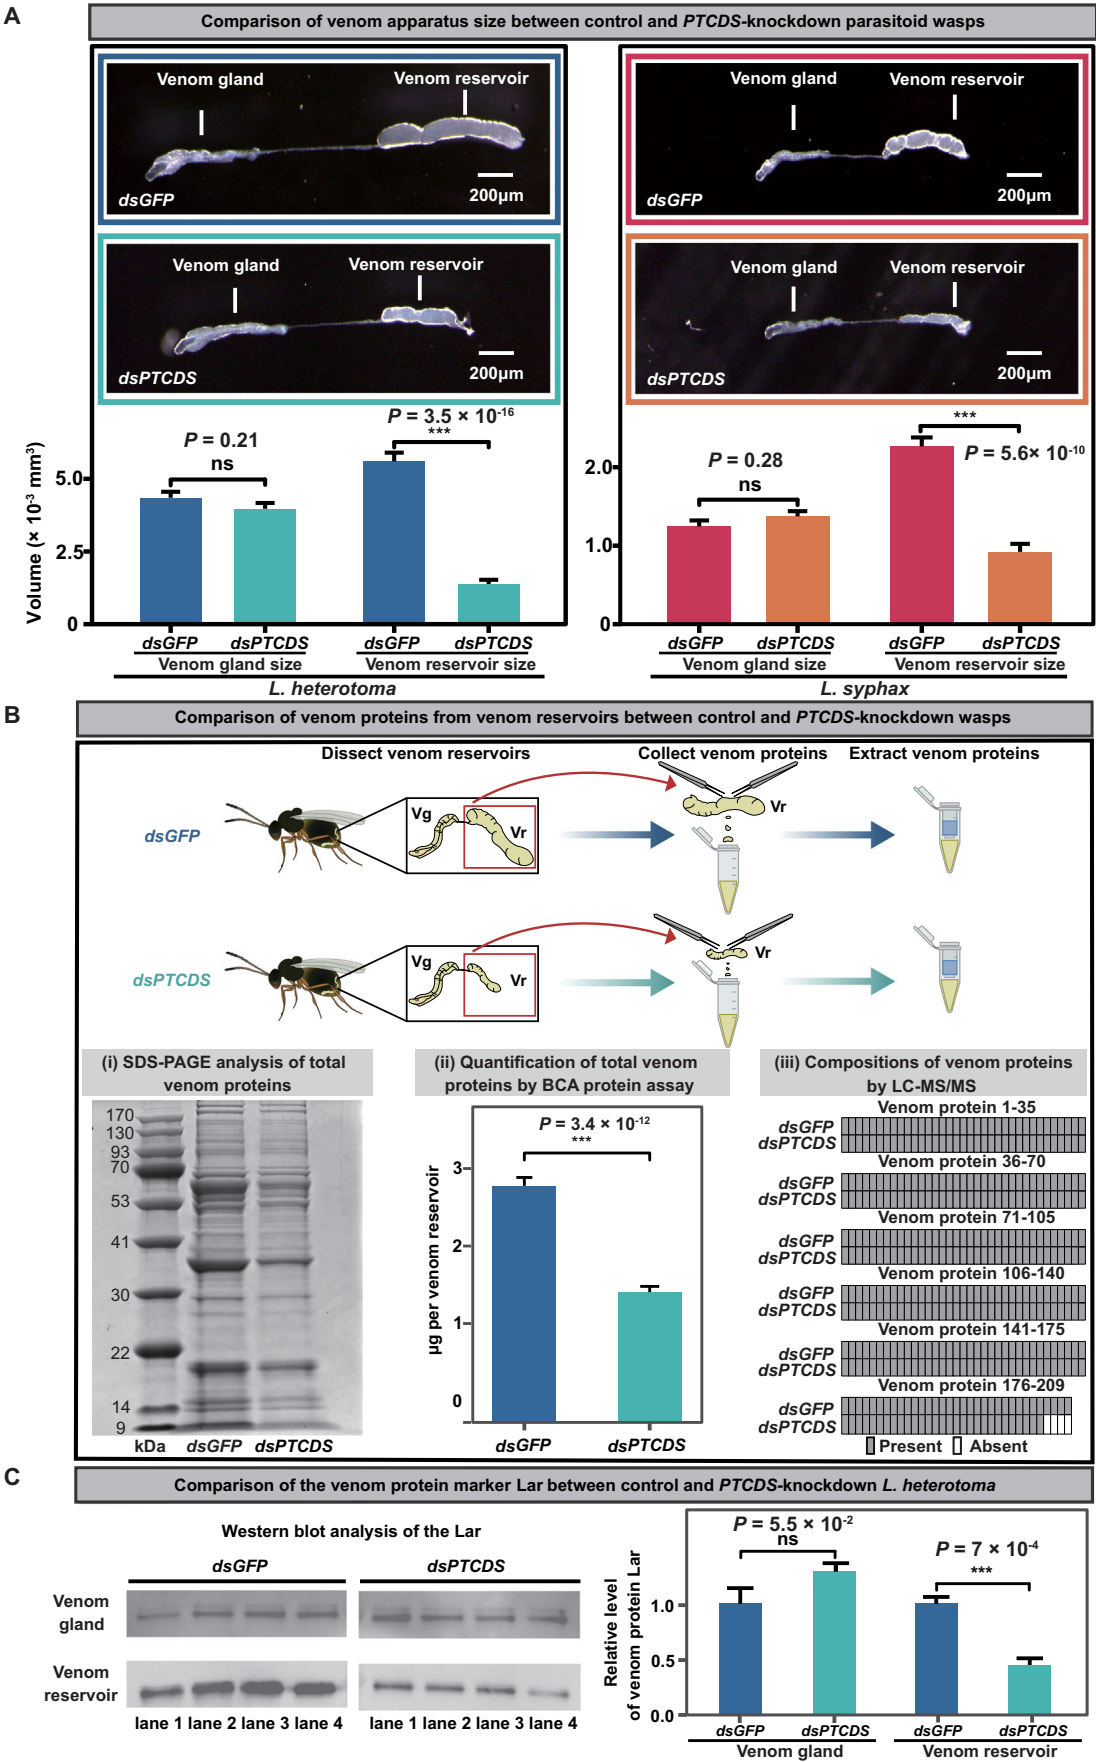 A
Comparison of venom apparatus size between control and PTCDS-knockdown parasitoid wasps
Venom gland
Venom reservoir
200µm
dsGFP
Venom gland
Venom reservoir
200µm
dsGFP
Venom gland
Venom reservoir
200µm
dsPTCDS
Venom gland
Venom reservoir
200µm
dsPTCDS
Volume (× 10⁻³ mm³)
5.0
2.5
0
P = 0.21
ns
P = 3.5 × 10⁻¹⁶
***
dsGFP dsPTCDS dsGFP dsPTCDS
Venom gland size Venom reservoir size
L. heterotoma
2.0
1.0
0
P = 0.28
ns
***
P = 5.6× 10⁻¹⁰
dsGFP dsPTCDS dsGFP dsPTCDS
Venom gland size Venom reservoir size
L. syphax
B
Comparison of venom proteins from venom reservoirs between control and PTCDS-knockdown wasps
Dissect venom reservoirs Collect venom proteins Extract venom proteins
dsGFP
Vg
Vr
Vr
dsPTCDS
Vg
Vr
Vr
(i) SDS-PAGE analysis of total
venom proteins
170
130
93
70
53
41
30
22
14
9
kDa dsGFP dsPTCDS
(ii) Quantification of total venom
proteins by BCA protein assay
P = 3.4 × 10⁻¹²
***
µg per venom reservoir
3
2
1
0
dsGFP dsPTCDS
(iii) Compositions of venom proteins
by LC-MS/MS
Venom protein 1-35
dsGFP
dsPTCDS
Venom protein 36-70
dsGFP
dsPTCDS
Venom protein 71-105
dsGFP
dsPTCDS
Venom protein 106-140
dsGFP
dsPTCDS
Venom protein 141-175
dsGFP
dsPTCDS
Venom protein 176-209
dsGFP
dsPTCDS
Present Absent
C
Comparison of the venom protein marker Lar between control and PTCDS-knockdown L. heterotoma
Western blot analysis of the Lar
dsGFP dsPTCDS
Venom
gland
Venom
reservoir
lane 1 lane 2 lane 3 lane 4 lane 1 lane 2 lane 3 lane 4
Relative level
of venom protein Lar
1.0
0.5
0.0
P = 5.5 × 10⁻²
ns
P = 7 × 10⁻⁴
***
dsGFP dsPTCDS dsGFP dsPTCDS
Venom gland Venom reservoir